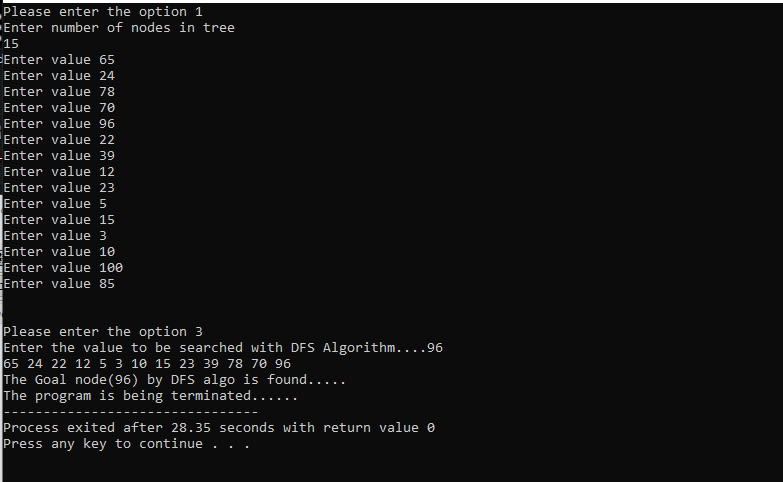 Please enter the option 1
Enter number of nodes in tree
15
Enter value 65
Enter value 24
Enter value 78
Enter value 70
Enter value 96
Enter value 22
Enter value 39
Enter value 12
Enter value 23
Enter value 5
Enter value 15
Enter value 3
Enter value 10
Enter value 100
Enter value 85
Please enter the option 3
Enter the value to be searched with DFS Algorithm....96
65 24 22 12 5 3 10 15 23 39 78 70 96
The Goal node(96) by DFS algo is found.....
The program is being terminated......
--------------------------------
Process exited after 28.35 seconds with return value 0
Press any key to continue . . .